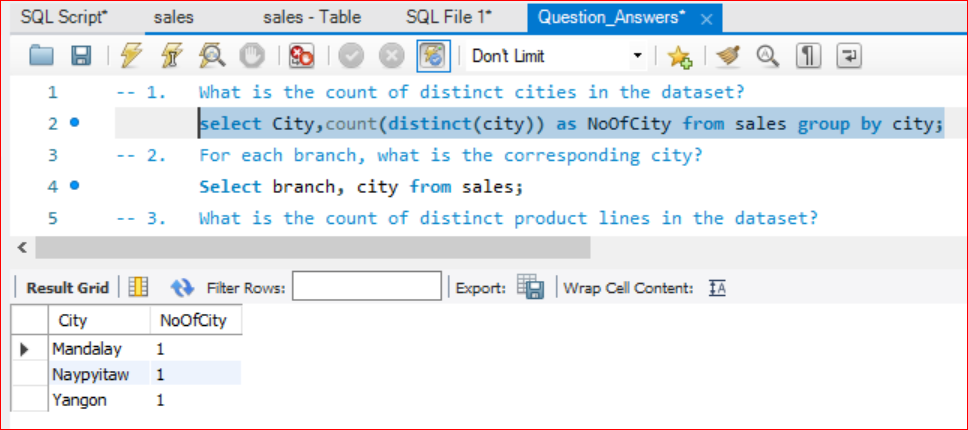 SQL Script* sales sales - Table SQL File 1* Question_Answers* ×
Don't Limit
1 -- 1. What is the count of distinct cities in the dataset?
2 select City,count(distinct(city)) as NoOfCity from sales group by city;
3 -- 2. For each branch, what is the corresponding city?
4 Select branch, city from sales;
5 -- 3. What is the count of distinct product lines in the dataset?
Result Grid Filter Rows: Export: Wrap Cell Content: IA
City NoOfCity
Mandalay 1
Naypyitaw 1
Yangon 1